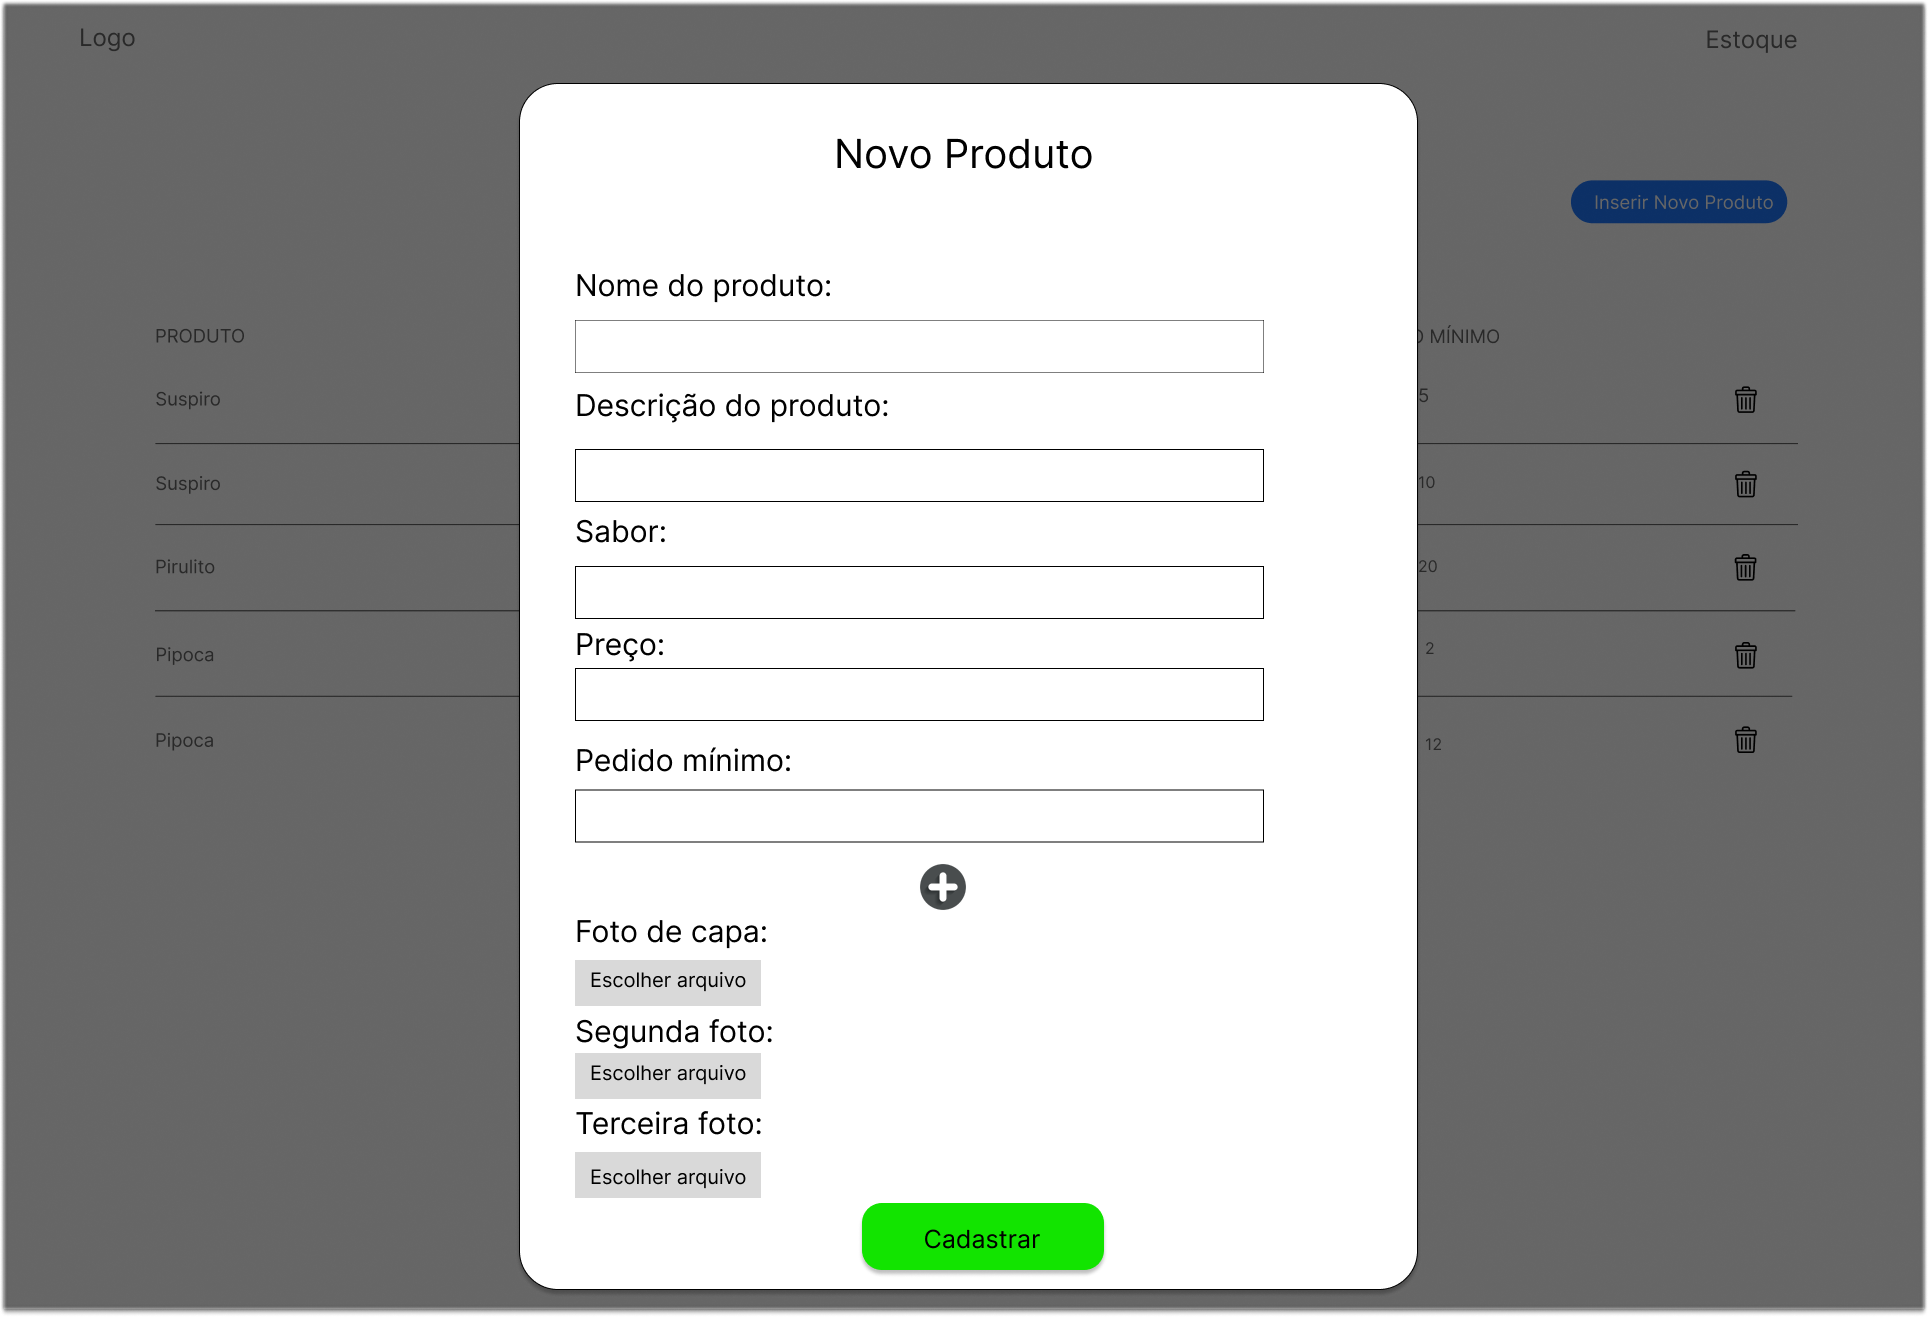 Logo
Estoque
Novo Produto
Inserir Novo Produto
Nome do produto:
PRODUTO
MÍNIMO
Suspiro
5
Descrição do produto:
Suspiro
10
Sabor:
Pirulito
20
Preço:
Pipoca
2
Pedido mínimo:
Pipoca
12
Foto de capa:
Escolher arquivo
Segunda foto:
Escolher arquivo
Terceira foto:
Escolher arquivo
Cadastrar